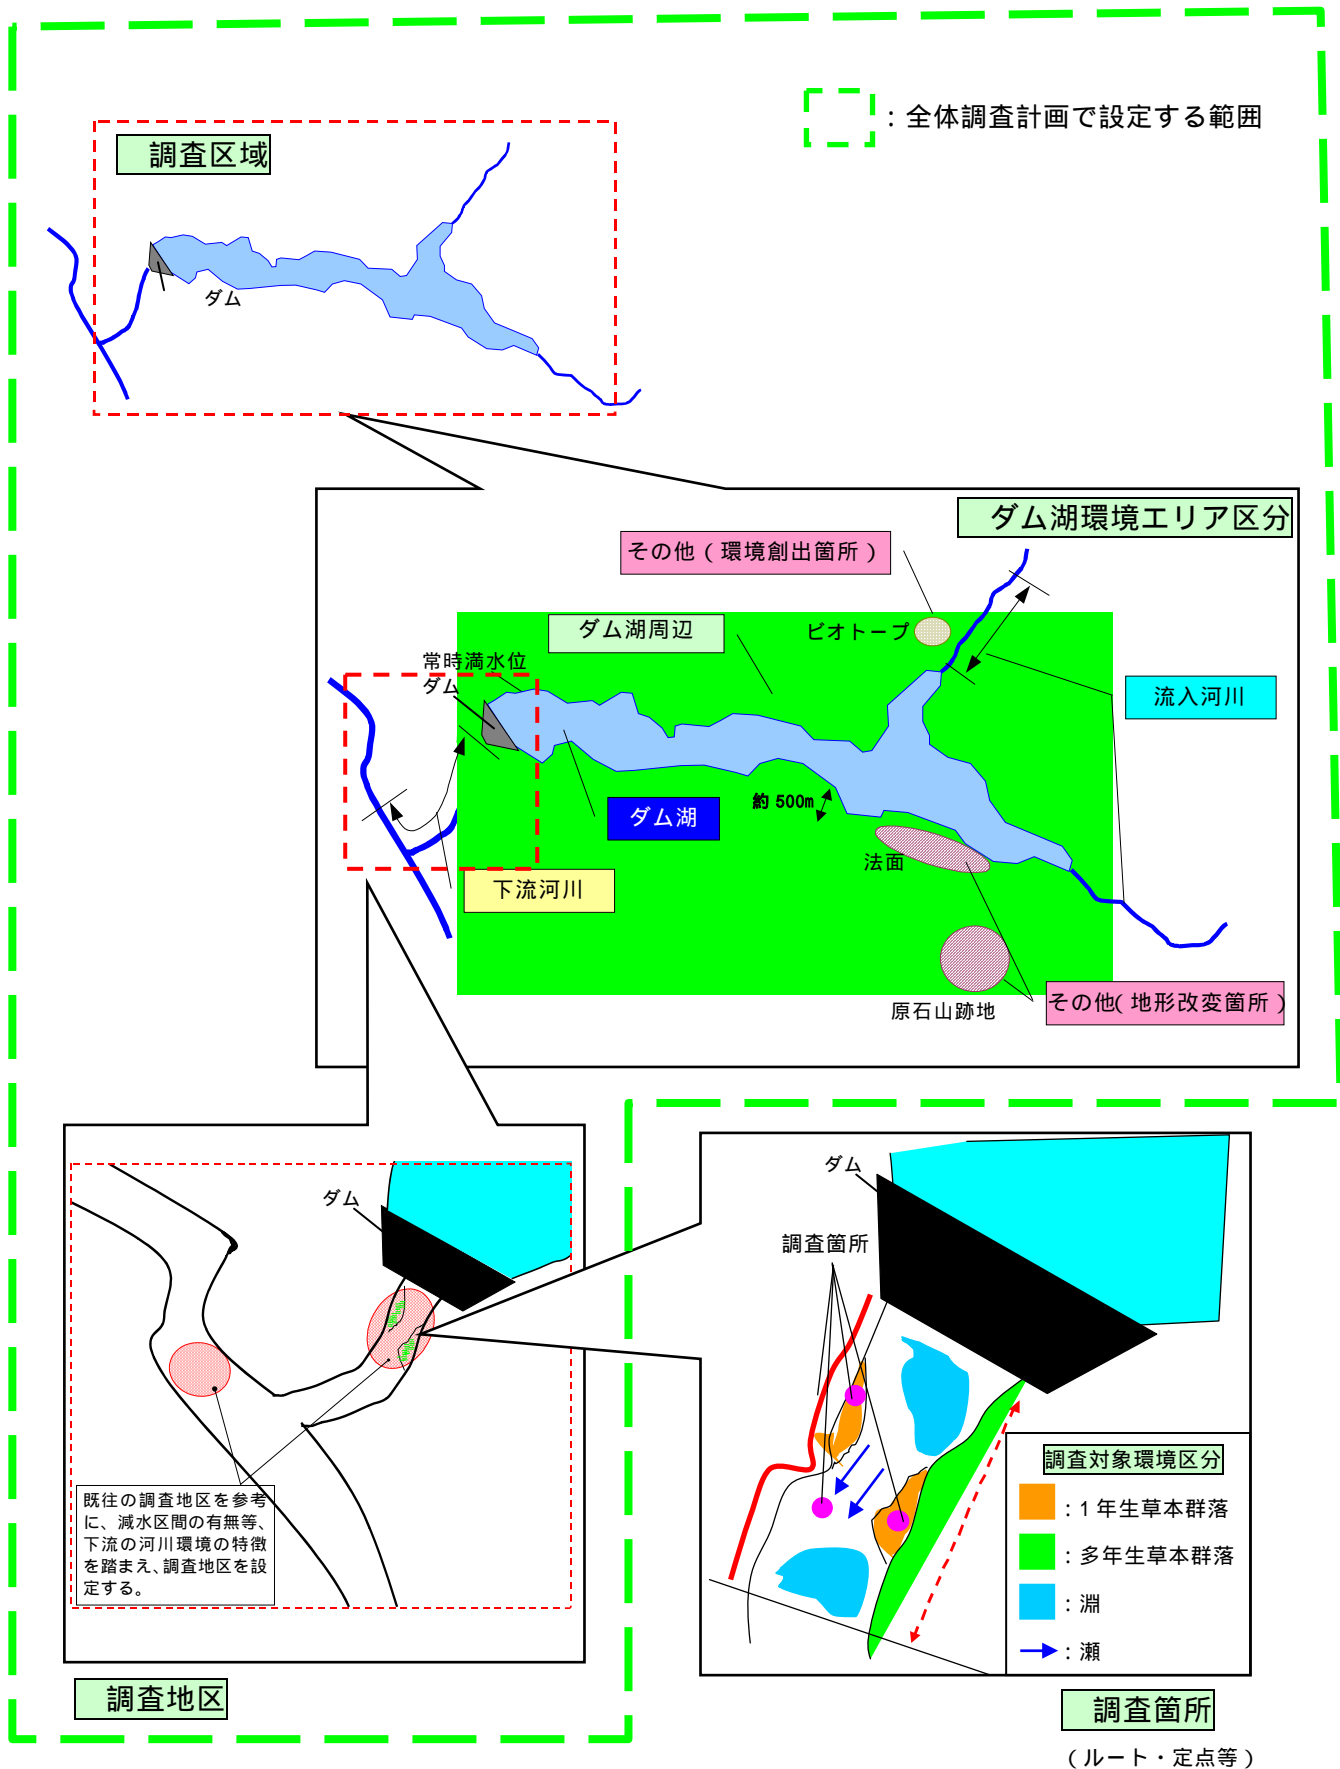 ：全体調査計画で設定する範囲
調査区域
ダム
ダム湖環境エリア区分
その他（環境創出箇所）
ダム湖周辺
ビオトープ
常時満水位
ダム
流入河川
約 500m
ダム湖
法面
下流河川
原石山跡地
その他（地形改変箇所）
ダム
既往の調査地区を参考
に、減水区間の有無等、
下流の河川環境の特徴
を踏まえ、調査地区を設
定する。
調査地区
ダム
調査箇所
調査対象環境区分
：1年生草本群落
：多年生草本群落
：淵
：瀬
調査箇所
（ルート・定点等）